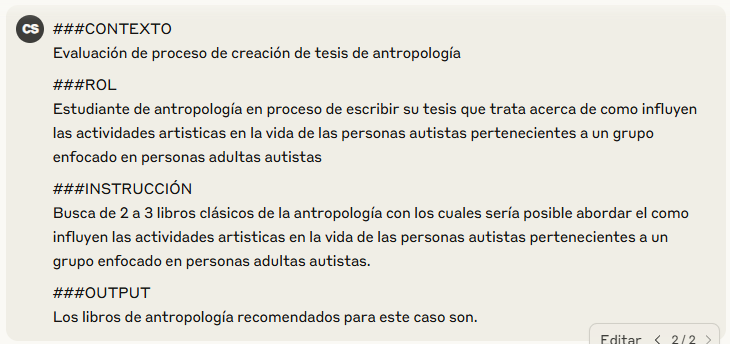 CS
###CONTEXTO
Evaluación de proceso de creación de tesis de antropología
###ROL
Estudiante de antropología en proceso de escribir su tesis que trata acerca de como influyen
las actividades artisticas en la vida de las personas autistas pertenecientes a un grupo
enfocado en personas adultas autistas
###INSTRUCCIÓN
Busca de 2 a 3 libros clásicos de la antropología con los cuales sería posible abordar el como
influyen las actividades artisticas en la vida de las personas autistas pertenecientes a un
grupo enfocado en personas adultas autistas.
###OUTPUT
Los libros de antropología recomendados para este caso son.
Editar < 2/2 >